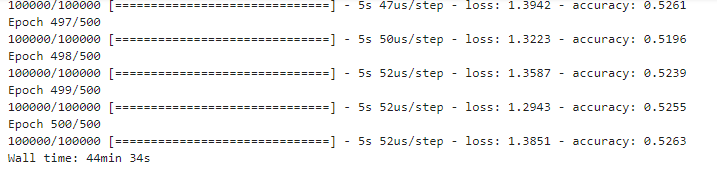 100000/100000 [==============================] - 5s 47us/step - loss: 1.3942 - accuracy: 0.5261
Epoch 497/500
100000/100000 [==============================] - 5s 50us/step - loss: 1.3223 - accuracy: 0.5196
Epoch 498/500
100000/100000 [==============================] - 5s 52us/step - loss: 1.3587 - accuracy: 0.5239
Epoch 499/500
100000/100000 [==============================] - 5s 52us/step - loss: 1.2943 - accuracy: 0.5255
Epoch 500/500
100000/100000 [==============================] - 5s 52us/step - loss: 1.3851 - accuracy: 0.5263
Wall time: 44min 34s